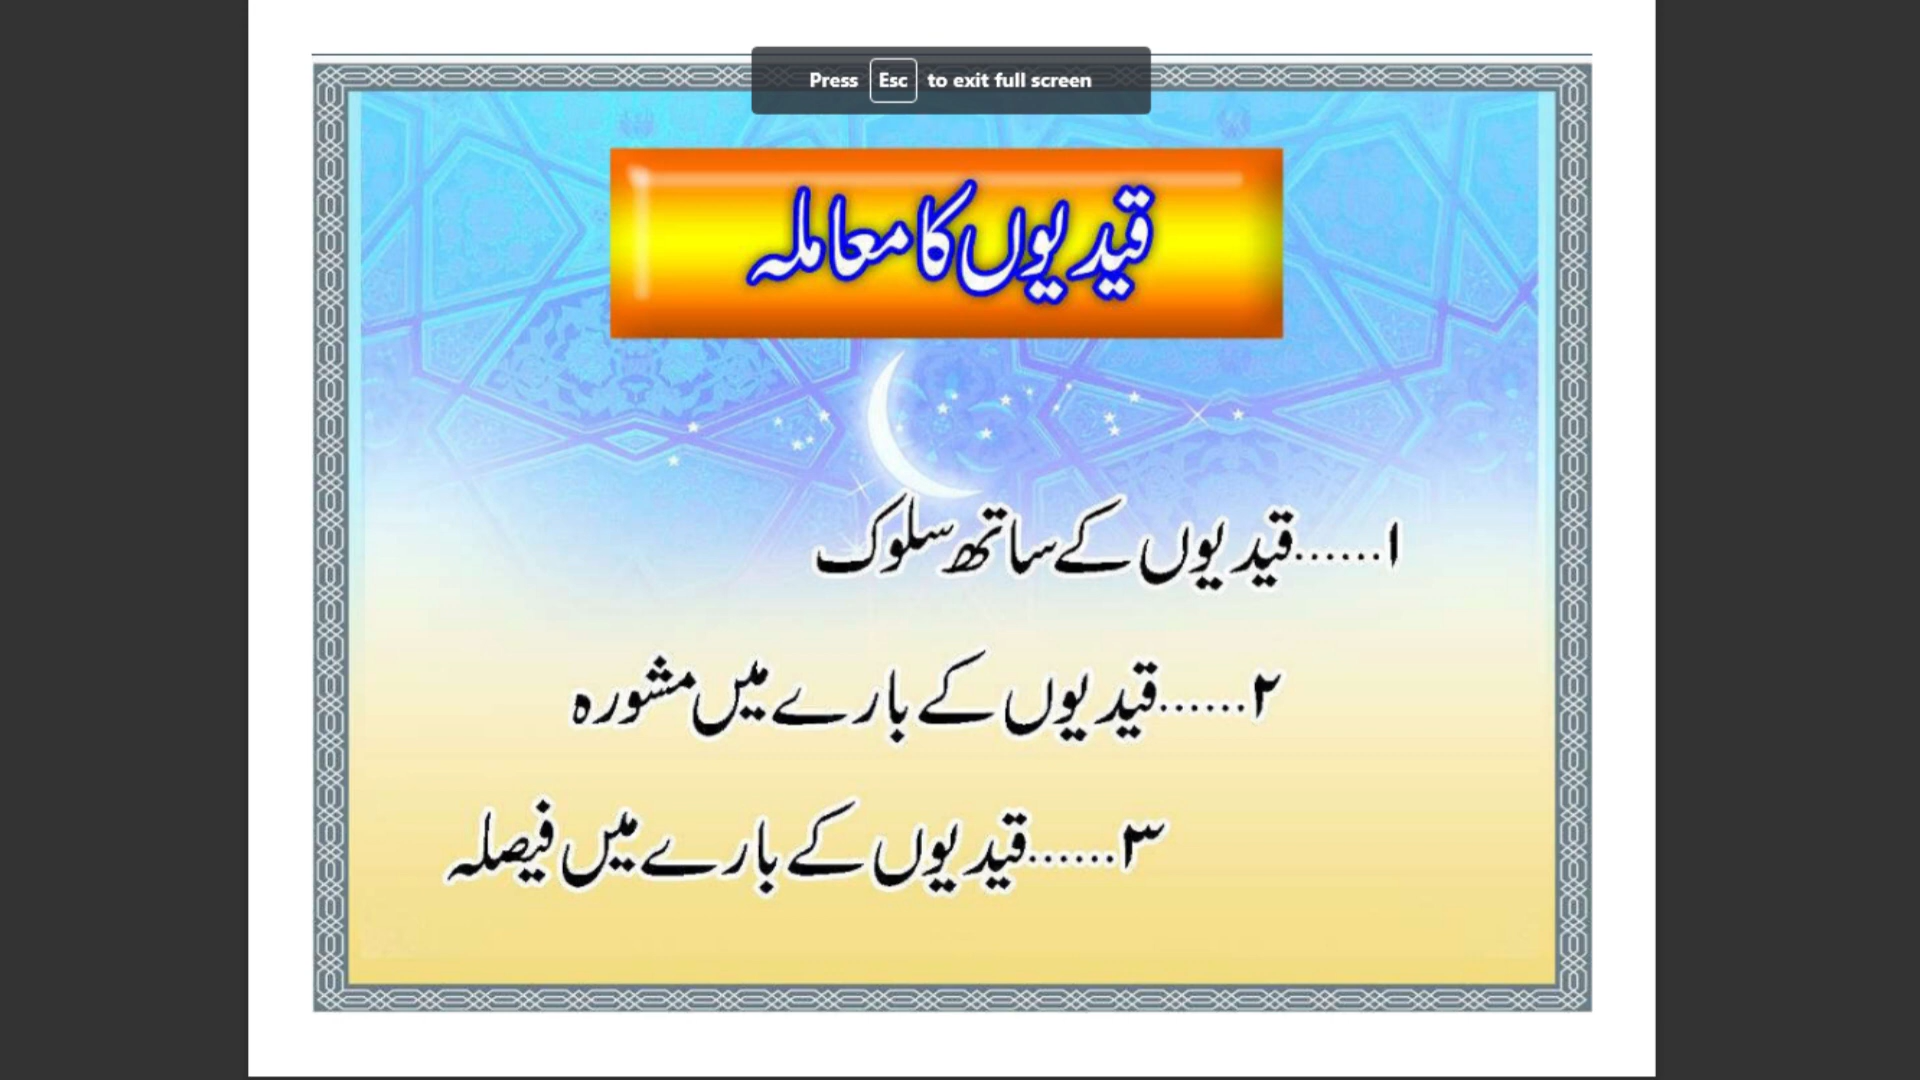 Press Esc to exit full screen
قیدیوں کا معاملہ
۱......قیدیوں کے ساتھ سلوک
۲......قیدیوں کے بارے میں مشورہ
۳......قیدیوں کے بارے میں فیصلہ